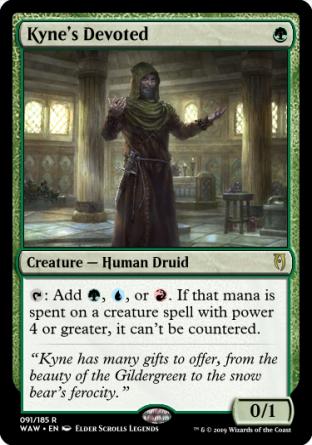 Kyne's Devoted
Creature — Human Druid
: Add , , or . If that mana is
spent on a creature spell with power
4 or greater, it can't be countered.
“Kyne has many gifts to offer, from the
beauty of the Gildergreen to the snow
bear's ferocity.”
0/1
091/185 R
WAW • EN ELDER SCROLLS LEGENDS
™ & © 2019 Wizards of the Coast